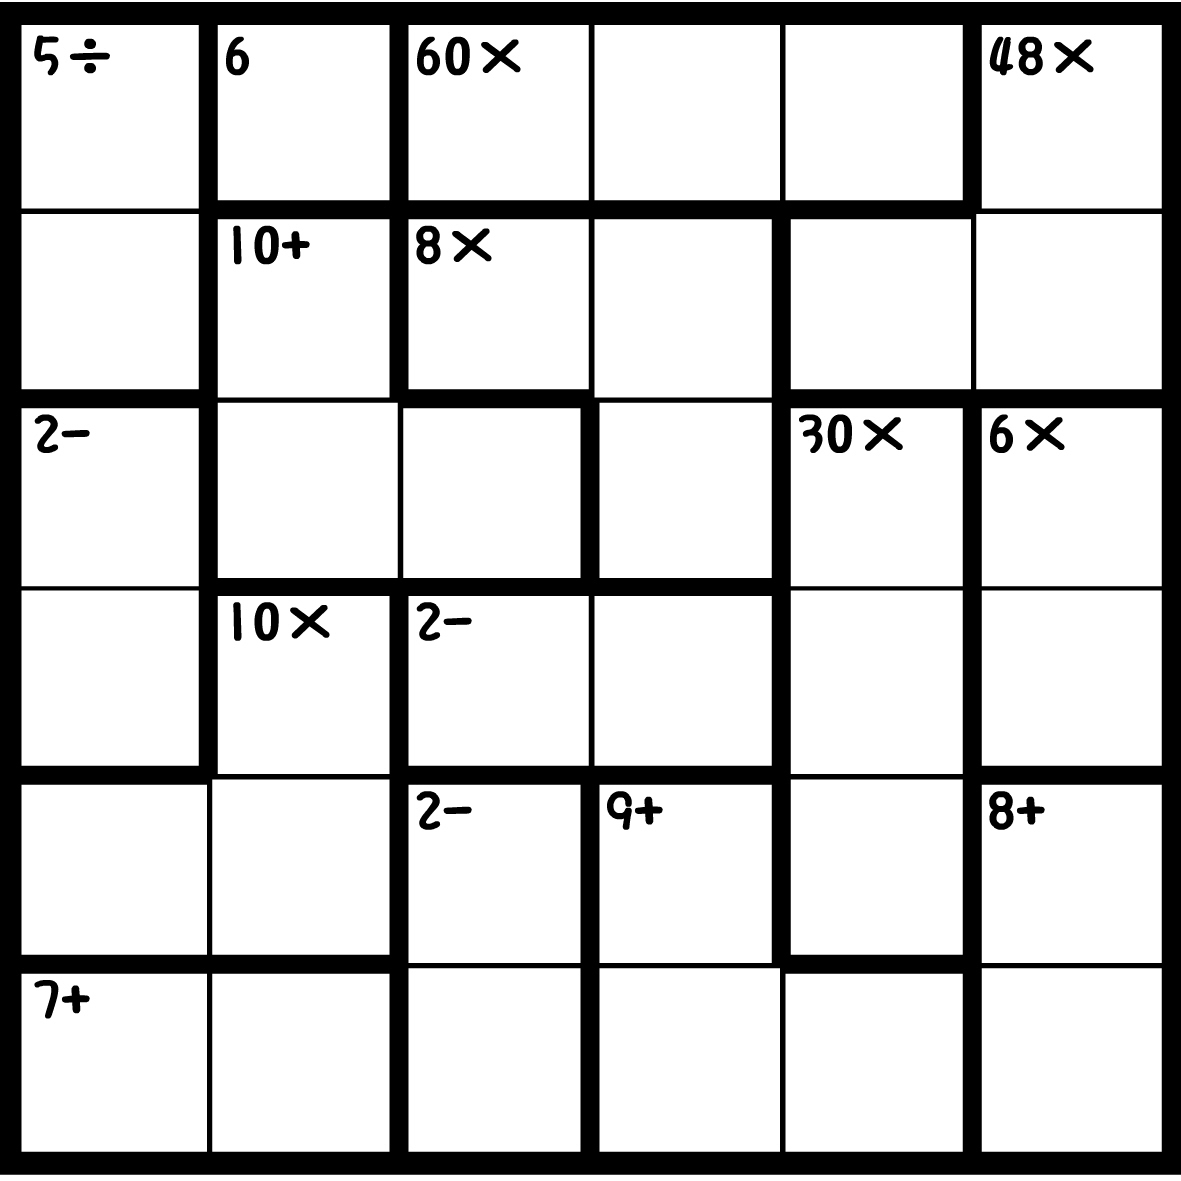 5÷ 6 60× 48×
10+ 8×
2− 30× 6×
10× 2−
2− 9+ 8+
7+